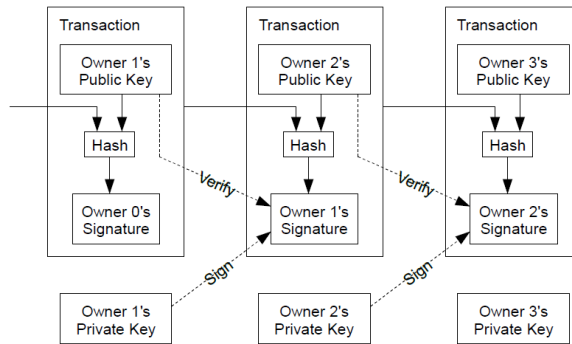 Transaction
Owner 1's
Public Key
Hash
Owner 0's
Signature
Transaction
Owner 2's
Public Key
Hash
Owner 1's
Signature
Transaction
Owner 3's
Public Key
Hash
Owner 2's
Signature
Verify
Verify
Sign
Sign
Owner 1's
Private Key
Owner 2's
Private Key
Owner 3's
Private Key